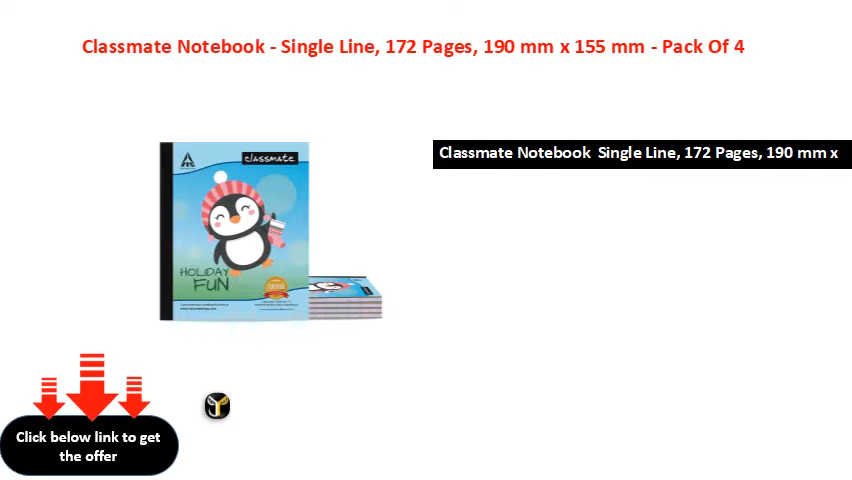 Classmate Notebook - Single Line, 172 Pages, 190 mm x 155 mm - Pack Of 4
Classmate Notebook  Single Line, 172 Pages, 190 mm x
classmate
HOLIDAY
FUN
Click below link to get
the offer